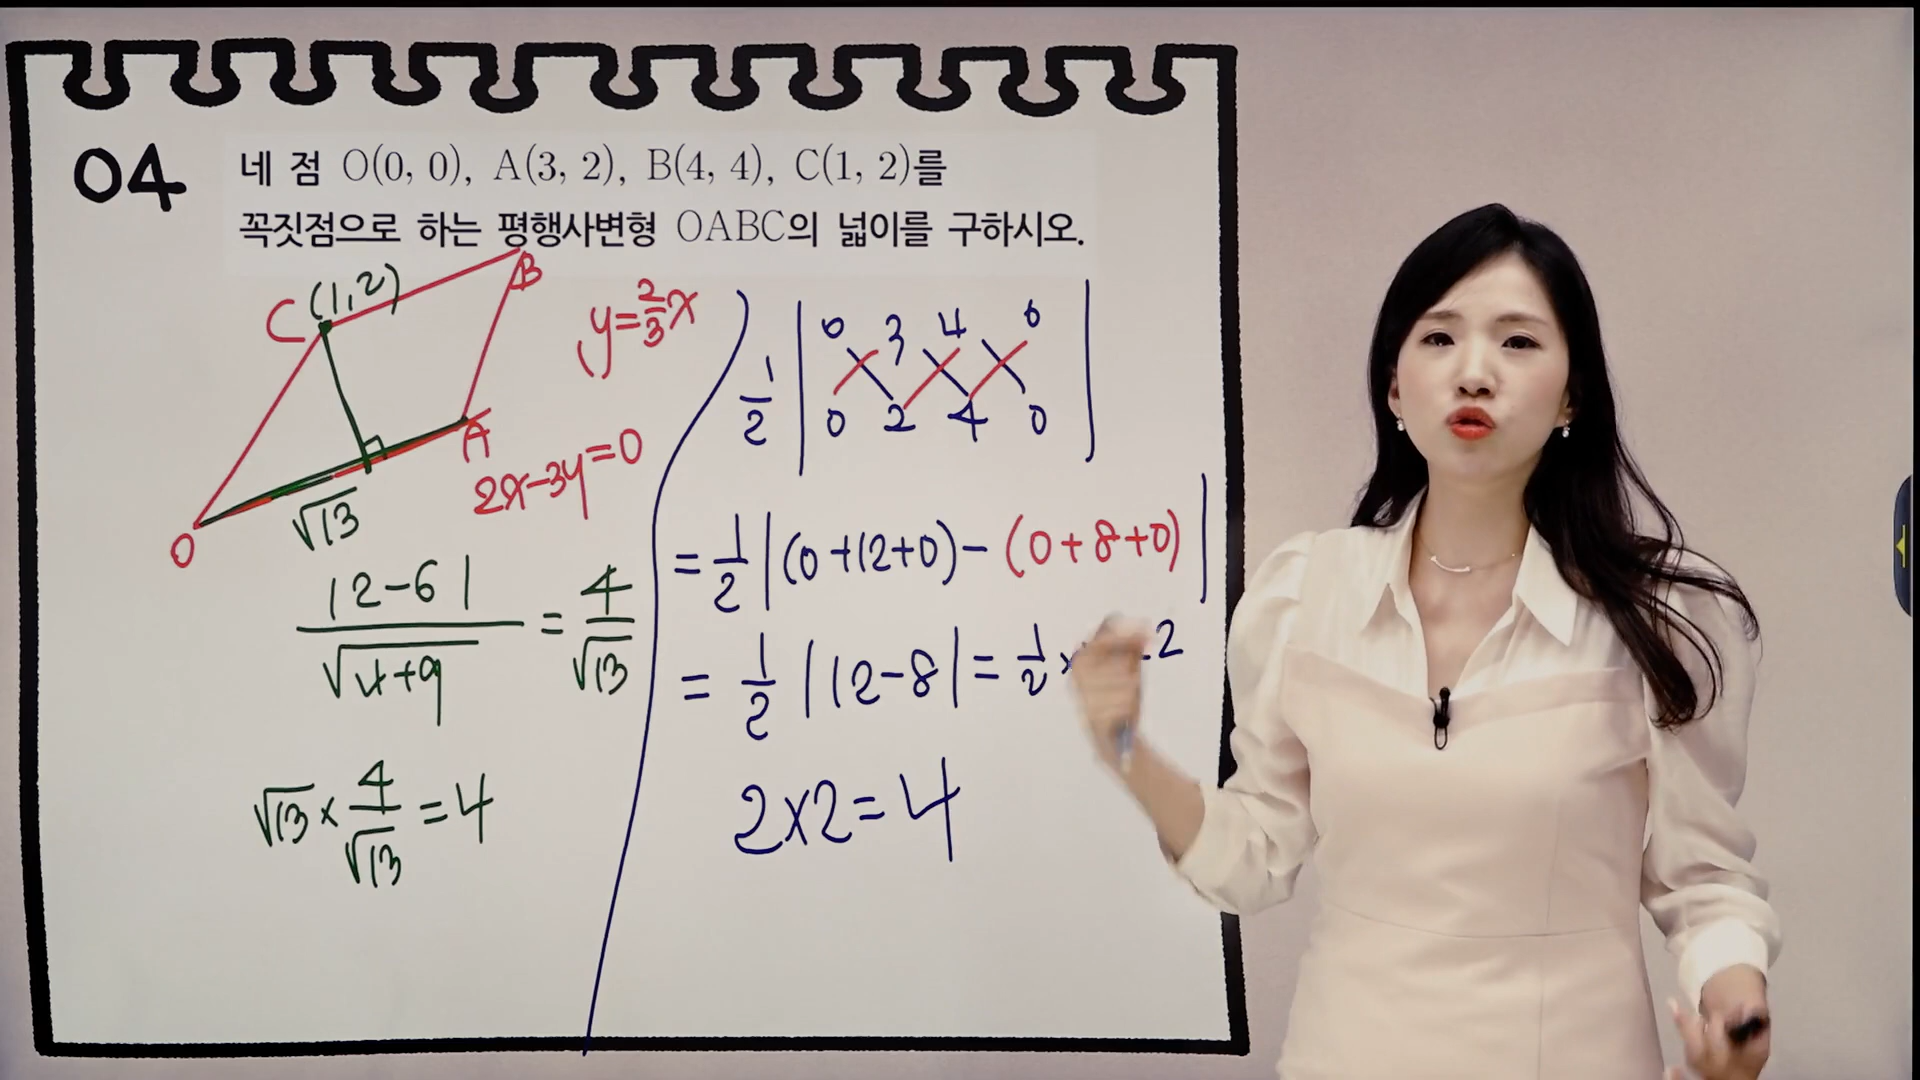 04
네 점 O(0, 0), A(3, 2), B(4, 4), C(1, 2)를
꼭짓점으로 하는 평행사변형 OABC의 넓이를 구하시오.
C (1,2)
B
A
O
√13
y=2/3x
2x-3y=0
|2-6|/√4+9 = 4/√13
√13 × 4/√13 = 4
1/2 | 0 3 4 0
0 2 4 0 |
= 1/2 |(0+12+0)-(0+8+0)|
= 1/2 |12-8| = 1/2 × 2
2×2=4